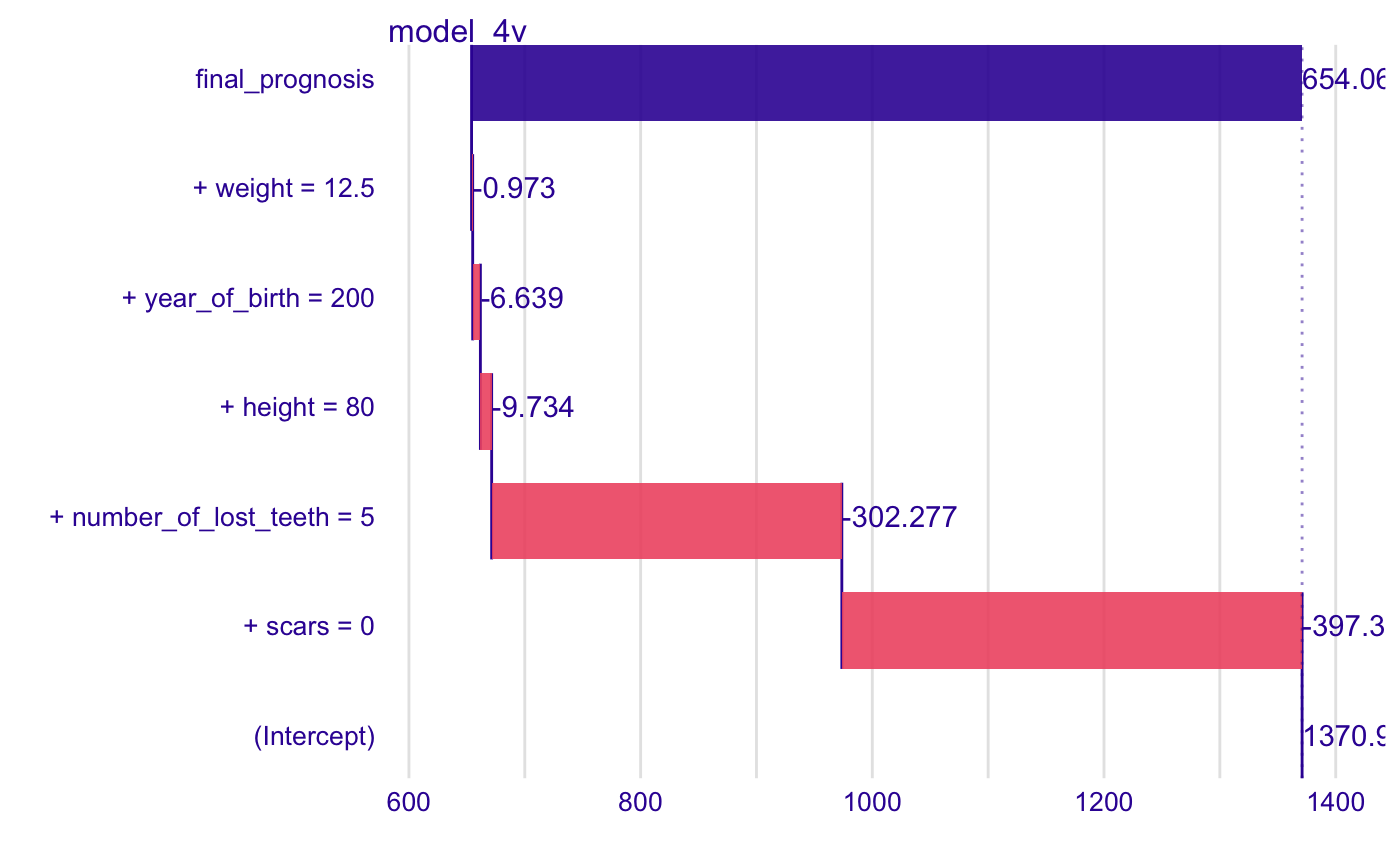 model_4v
final_prognosis 654.06
+ weight = 12.5 -0.973
+ year_of_birth = 200 -6.639
+ height = 80 -9.734
+ number_of_lost_teeth = 5 -302.277
+ scars = 0 -397.3
(Intercept) 1370.9
600 800 1000 1200 1400